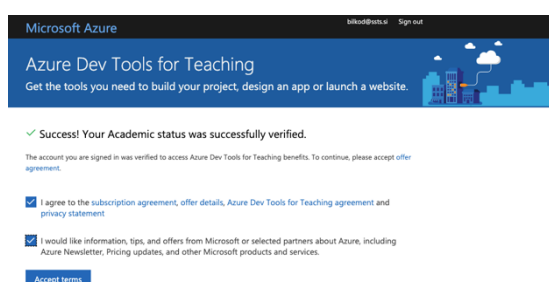 Microsoft Azure
bilkod@ssts.si Sign out
Azure Dev Tools for Teaching
Get the tools you need to build your project, design an app or launch a website.
Success! Your Academic status was successfully verified.
The account you are signed in was verified to access Azure Dev Tools for Teaching benefits. To continue, please accept offer
agreement.
I agree to the subscription agreement, offer details, Azure Dev Tools for Teaching agreement and
privacy statement
I would like information, tips, and offers from Microsoft or selected partners about Azure, including
Azure Newsletter, Pricing updates, and other Microsoft products and services.
Accept terms